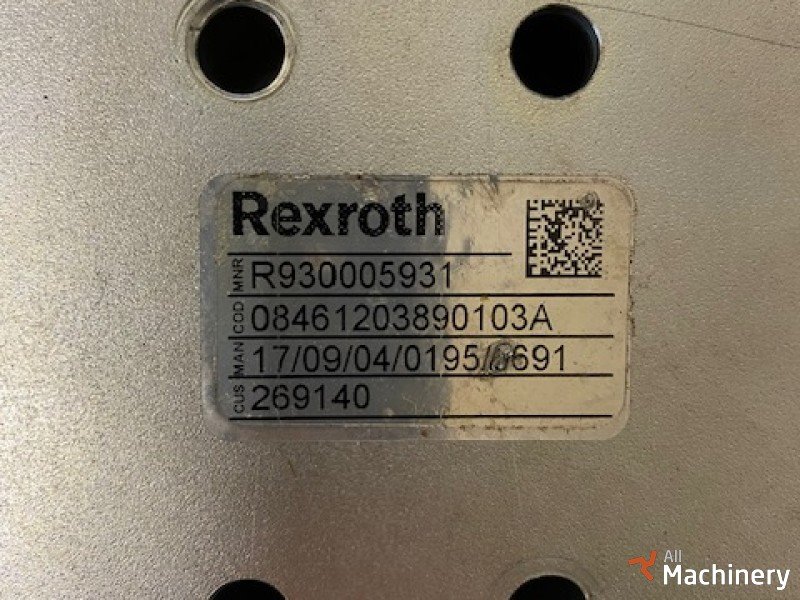 Rexroth
MNR R930005931
COD 08461203890103A
MAN 17/09/04/0195/
CUS 269140
All
Machinery